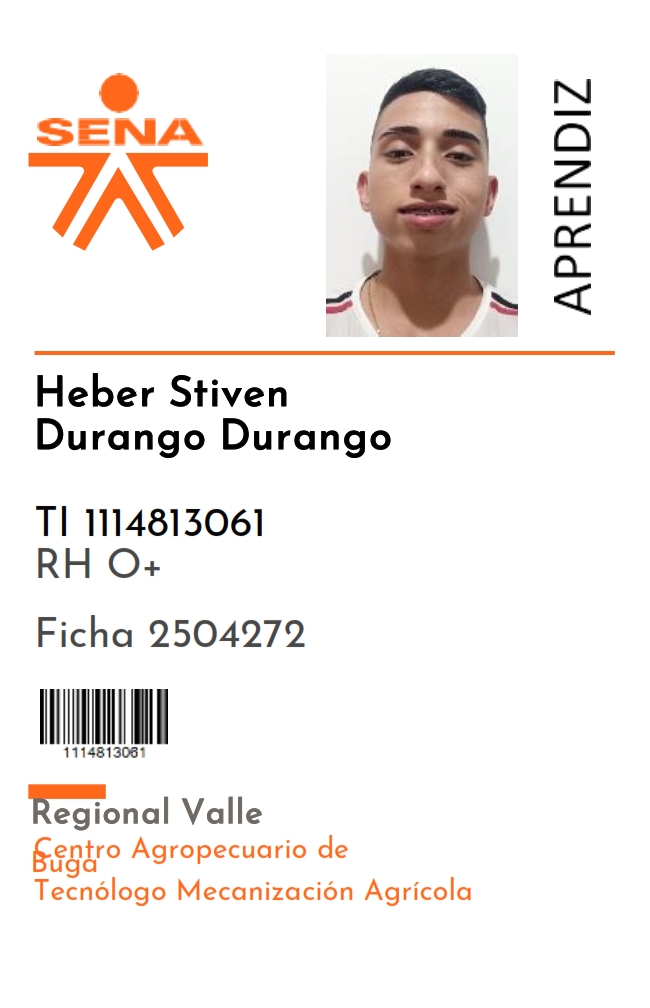 SENA
APRENDIZ
Heber Stiven
Durango Durango
TI 1114813061
RH O+
Ficha 2504272
1114813061
Regional Valle
Centro Agropecuario de
Buga
Tecnólogo Mecanización Agrícola